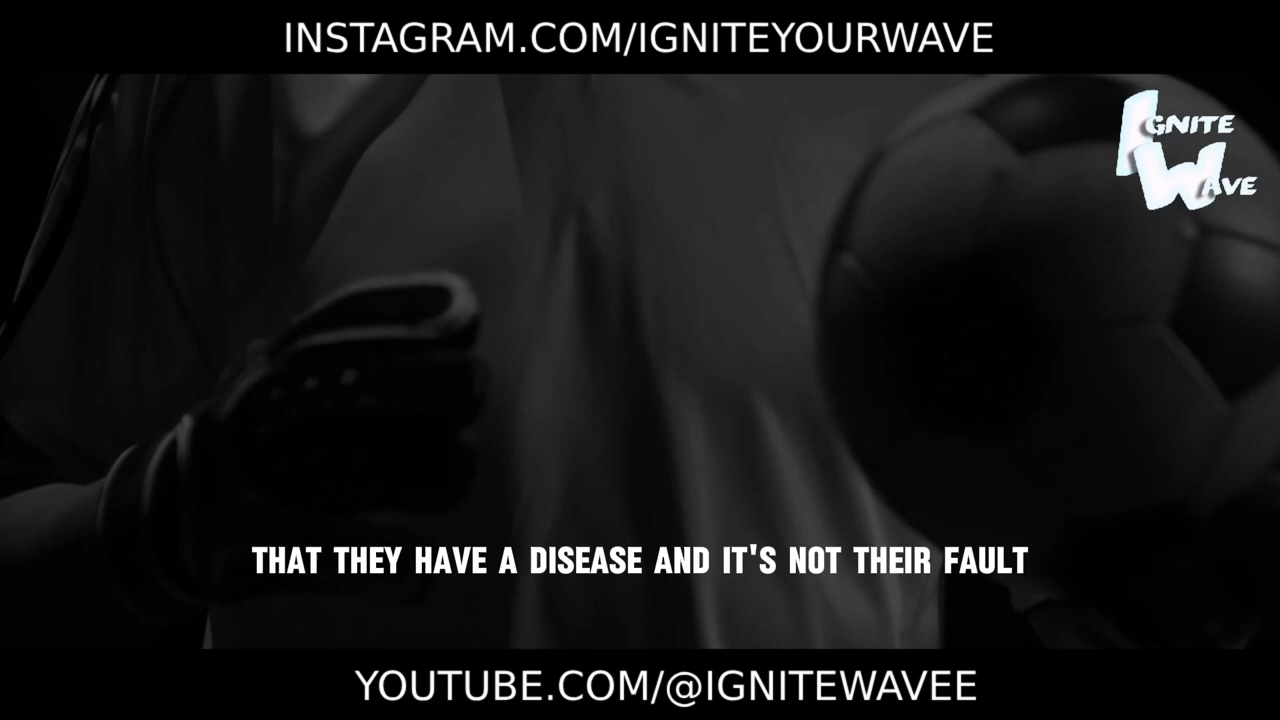 INSTAGRAM.COM/IGNITEYOURWAVE
IGNITE
WAVE
THAT THEY HAVE A DISEASE AND IT'S NOT THEIR FAULT
YOUTUBE.COM/@IGNITEWAVEE